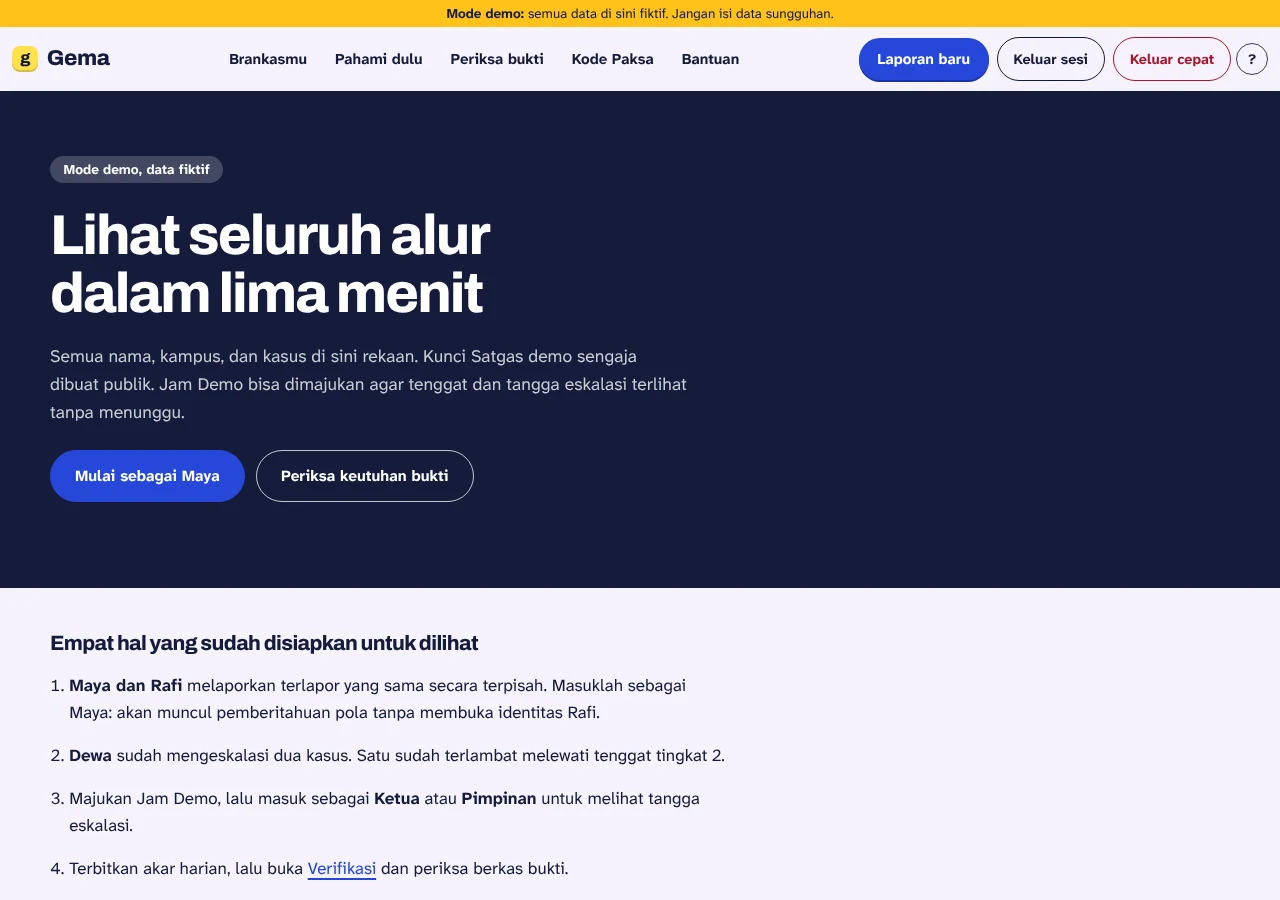 Mode demo: semua data di sini fiktif. Jangan isi data sungguhan.
g Gema
Brankasmu Pahami dulu Periksa bukti Kode Paksa Bantuan
Laporan baru Keluar sesi Keluar cepat ?
Mode demo, data fiktif
Lihat seluruh alur
dalam lima menit
Semua nama, kampus, dan kasus di sini rekaan. Kunci Satgas demo sengaja
dibuat publik. Jam Demo bisa dimajukan agar tenggat dan tangga eskalasi terlihat
tanpa menunggu.
Mulai sebagai Maya Periksa keutuhan bukti
Empat hal yang sudah disiapkan untuk dilihat
1. Maya dan Rafi melaporkan terlapor yang sama secara terpisah. Masuklah sebagai
Maya: akan muncul pemberitahuan pola tanpa membuka identitas Rafi.
2. Dewa sudah mengeskalasi dua kasus. Satu sudah terlambat melewati tenggat tingkat 2.
3. Majukan Jam Demo, lalu masuk sebagai Ketua atau Pimpinan untuk melihat tangga
eskalasi.
4. Terbitkan akar harian, lalu buka Verifikasi dan periksa berkas bukti.